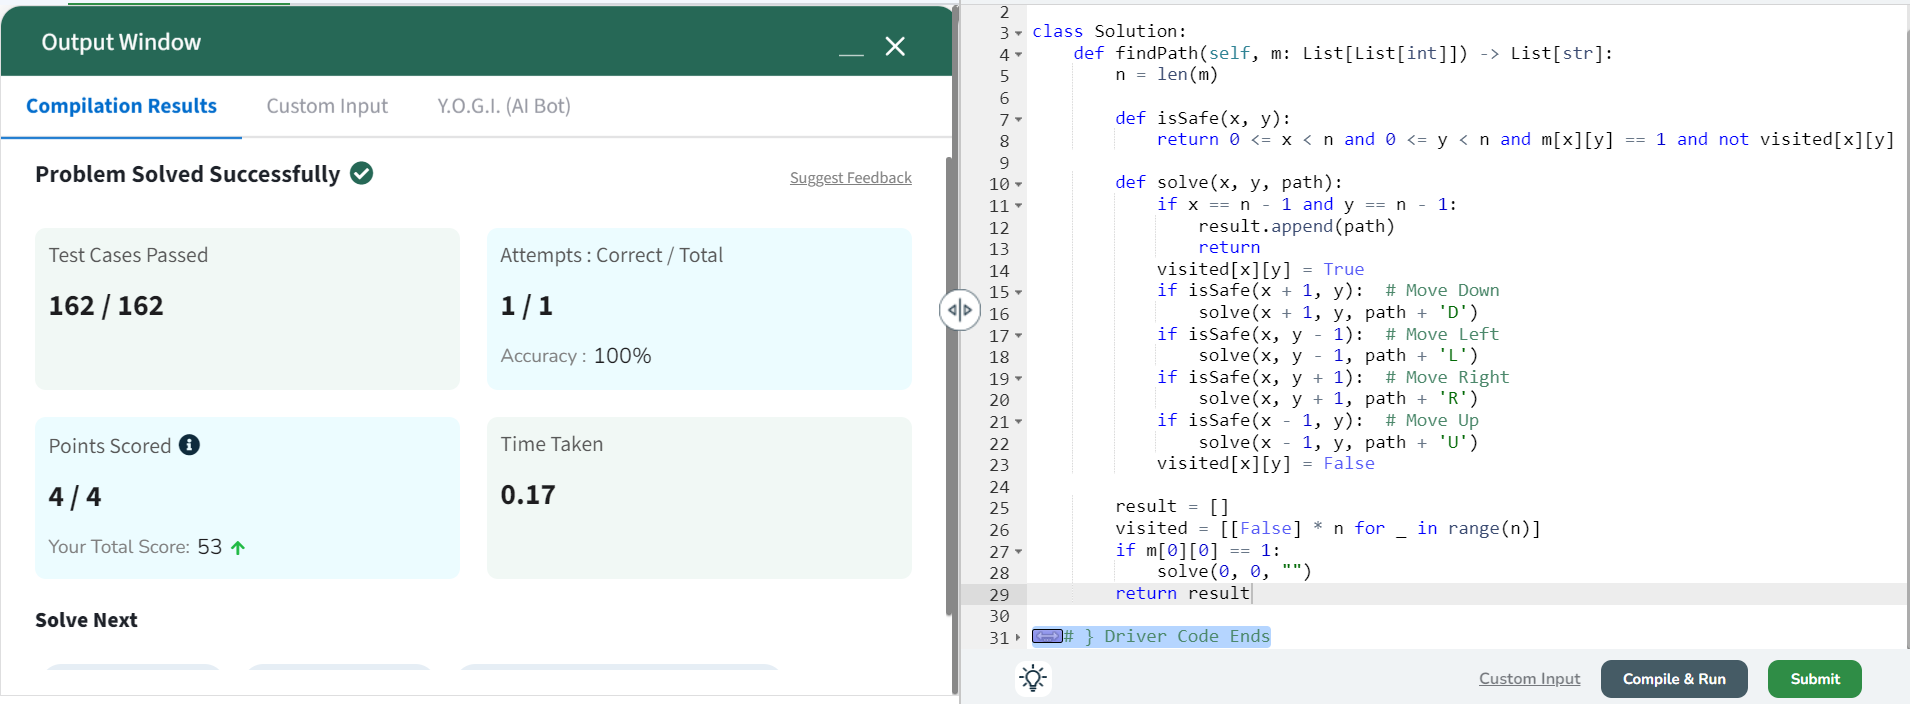 Output Window
Compilation Results
Custom Input
Y.O.G.I. (AI Bot)
Problem Solved Successfully
Suggest Feedback
Test Cases Passed
162 / 162
Attempts : Correct / Total
1 / 1
Accuracy : 100%
Points Scored
4 / 4
Your Total Score: 53
Time Taken
0.17
Solve Next
2
3 class Solution:
4     def findPath(self, m: List[List[int]]) -> List[str]:
5         n = len(m)
6
7         def isSafe(x, y):
8             return 0 <= x < n and 0 <= y < n and m[x][y] == 1 and not visited[x][y]
9
10         def solve(x, y, path):
11             if x == n - 1 and y == n - 1:
12                 result.append(path)
13                 return
14             visited[x][y] = True
15             if isSafe(x + 1, y):  # Move Down
16                 solve(x + 1, y, path + 'D')
17             if isSafe(x, y - 1):  # Move Left
18                 solve(x, y - 1, path + 'L')
19             if isSafe(x, y + 1):  # Move Right
20                 solve(x, y + 1, path + 'R')
21             if isSafe(x - 1, y):  # Move Up
22                 solve(x - 1, y, path + 'U')
23             visited[x][y] = False
24
25         result = []
26         visited = [[False] * n for _ in range(n)]
27         if m[0][0] == 1:
28             solve(0, 0, "")
29         return result
30
31 # } Driver Code Ends
Custom Input
Compile & Run
Submit